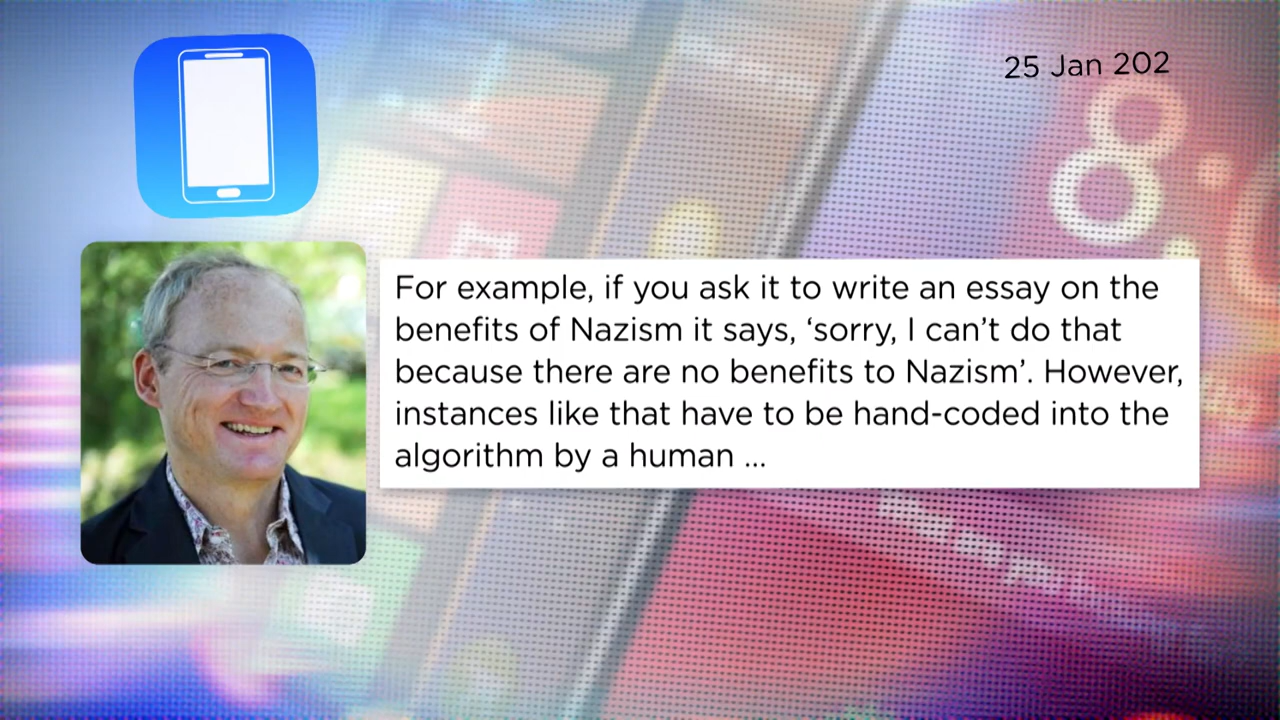 25 Jan 202
For example, if you ask it to write an essay on the
benefits of Nazism it says, ‘sorry, I can’t do that
because there are no benefits to Nazism’. However,
instances like that have to be hand-coded into the
algorithm by a human ...